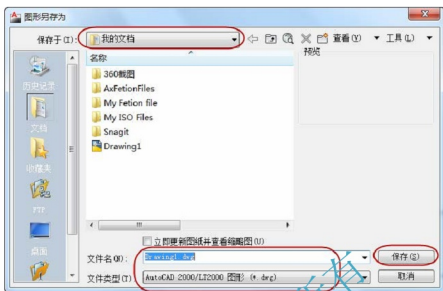 图形另存为
保存于(I): 我的文档 查看(V) 工具(L)
名称 预览
历史记录
360截图
AxFetionFiles
文档
My Fetion file
My ISO Files
Snagit
收藏夹
Drawing1
FTP
桌面
立即更新图纸并查看缩略图(U)
文件名(N): Drawing1.dwg 保存(S)
文件类型(T): AutoCAD 2000/LT2000 图形 (*.dwg) 取消